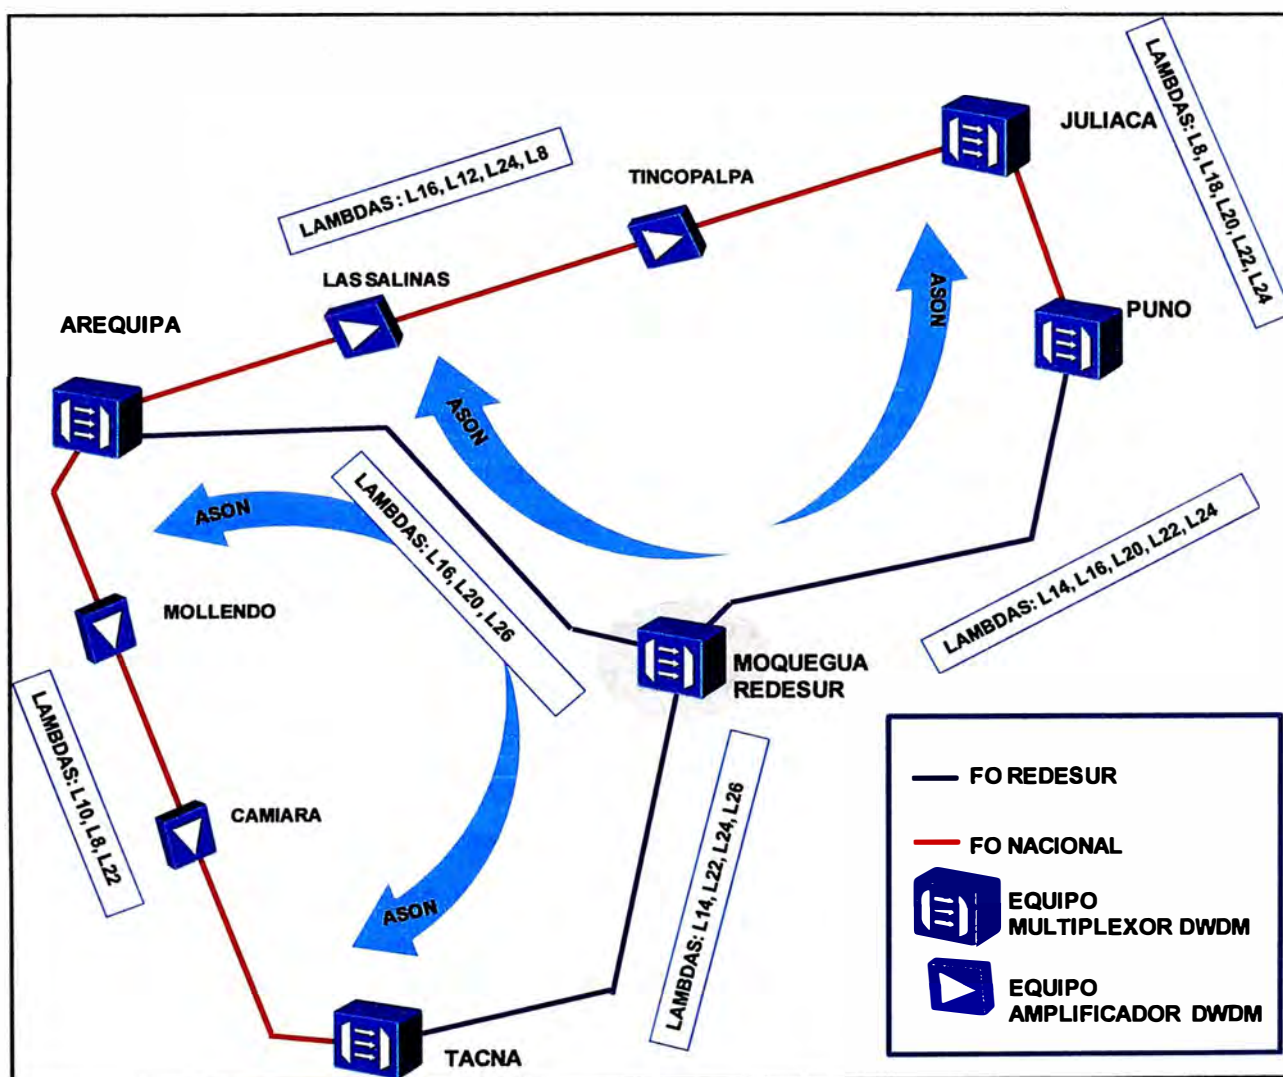 LAMBDAS: L8, L18, L20, L22, L24
JULIACA
LAMBDAS : L16, L12, L24, L8
TINCOPALPA
LAS SALINAS
AREQUIPA
PUNO
ASON
ASON
ASON
LAMBDAS: L16, L20, L26
LAMBDAS: L14, L16, L20, L22, L24
MOLLENDO
MOQUEGUA
REDESUR
LAMBDAS: L10, L8, L22
CAMIARA
LAMBDAS: L14, L22, L24, L26
ASON
TACNA
FO REDESUR
FO NACIONAL
EQUIPO
MULTIPLEXOR DWDM
EQUIPO
AMPLIFICADOR DWDM